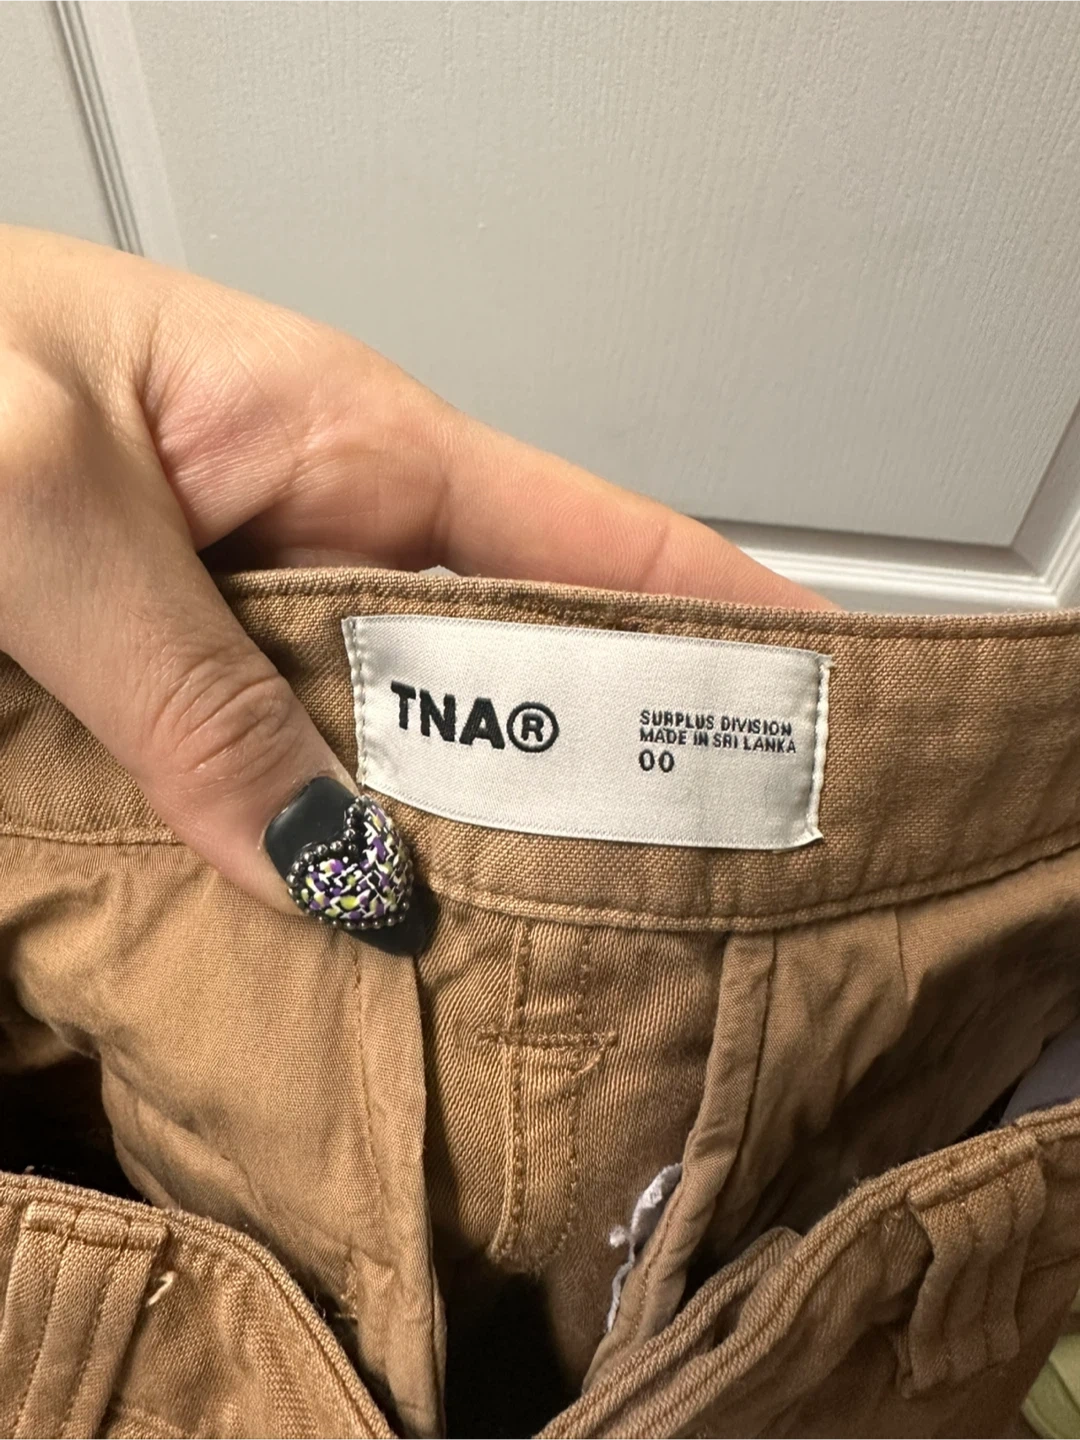 TNA®
SURPLUS DIVISION
MADE IN SRI LANKA
00